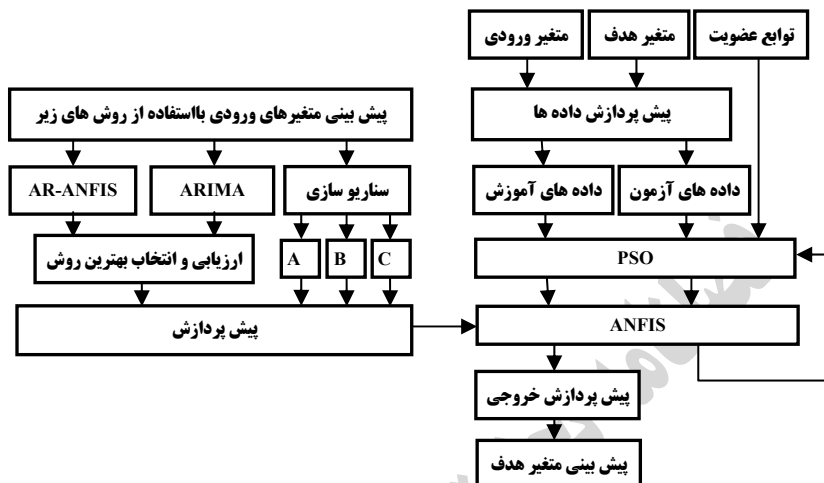 توابع عضویت
متغیر هدف
متغیر ورودی
پیش پردازش داده ها
داده های آزمون
داده های آموزش
PSO
ANFIS
پیش پردازش خروجی
پیش بینی متغیر هدف
پیش بینی متغیرهای ورودی بااستفاده از روش های زیر
سناریو سازی
ARIMA
AR-ANFIS
A
B
C
ارزیابی و انتخاب بهترین روش
پیش پردازش